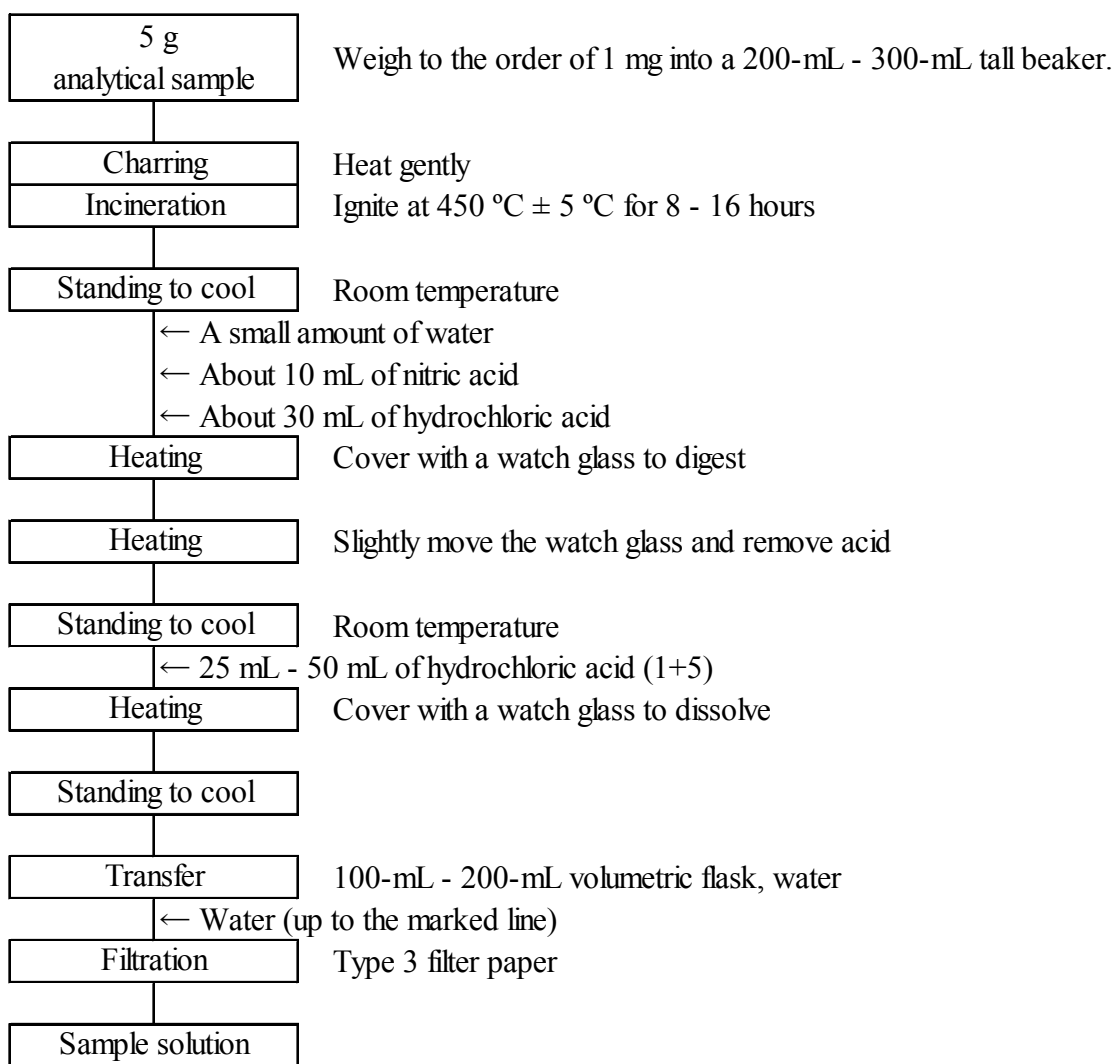 5 g
analytical sample
Weigh to the order of 1 mg into a 200-mL - 300-mL tall beaker.
Charring
Heat gently
Incineration
Ignite at 450 ºC ± 5 ºC for 8 - 16 hours
Standing to cool
Room temperature
← A small amount of water
← About 10 mL of nitric acid
← About 30 mL of hydrochloric acid
Heating
Cover with a watch glass to digest
Heating
Slightly move the watch glass and remove acid
Standing to cool
Room temperature
← 25 mL - 50 mL of hydrochloric acid (1+5)
Heating
Cover with a watch glass to dissolve
Standing to cool
Transfer
100-mL - 200-mL volumetric flask, water
← Water (up to the marked line)
Filtration
Type 3 filter paper
Sample solution